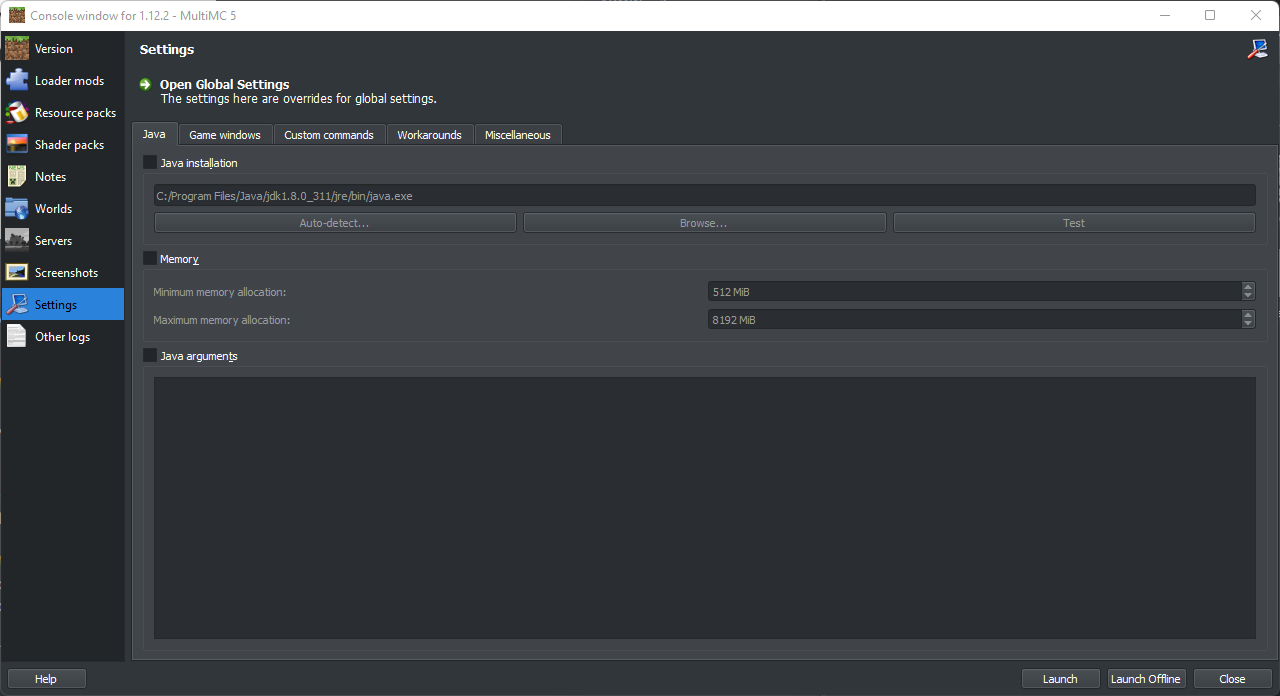 Console window for 1.12.2 - MultiMC 5
Version
Loader mods
Resource packs
Shader packs
Notes
Worlds
Servers
Screenshots
Settings
Other logs
Settings
Open Global Settings
The settings here are overrides for global settings.
Java Game windows Custom commands Workarounds Miscellaneous
Java installation
C:/Program Files/Java/jdk1.8.0_311/jre/bin/java.exe
Auto-detect... Browse... Test
Memory
Minimum memory allocation: 512 MiB
Maximum memory allocation: 8192 MiB
Java arguments
Help Launch Launch Offline Close